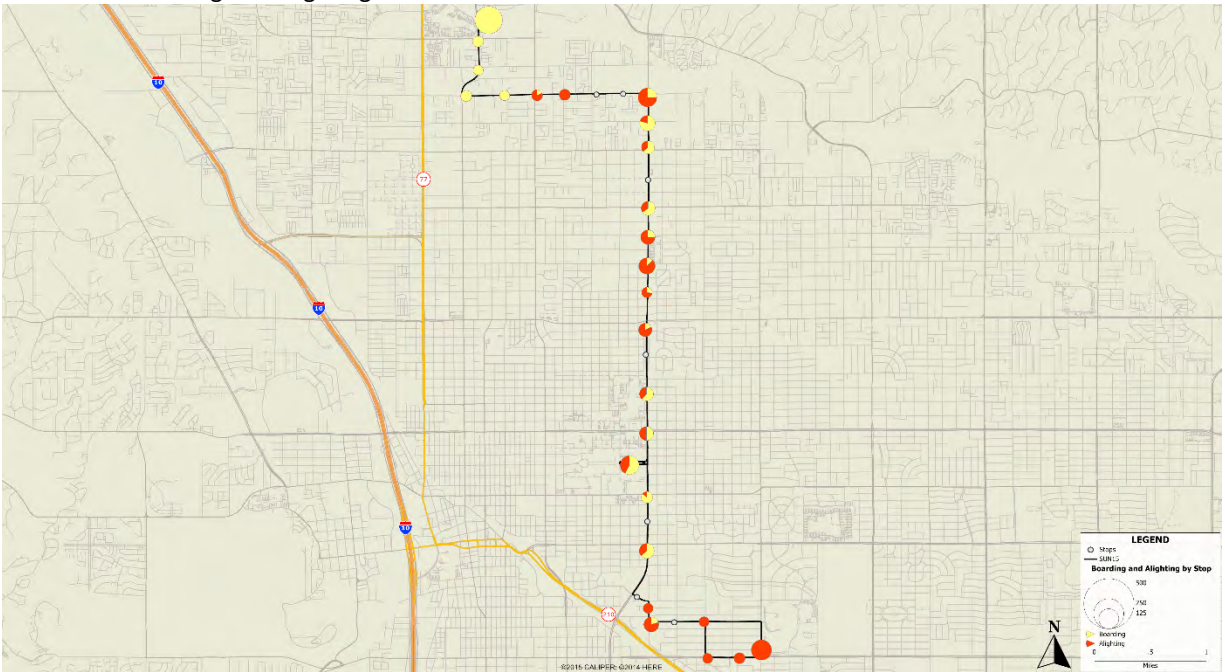 10
77
10
10
210
LEGEND
Stops
SUN15
Boarding and Alighting by Stop
500
250
125
Boarding
Alighting
N
0 .5 1
Miles
©2015 CALIPER; ©2014 HERE